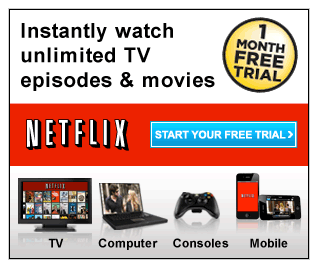 Instantly watch
unlimited TV
episodes & movies
1
MONTH
FREE
TRIAL
NETFLIX
START YOUR FREE TRIAL >
TV
Computer
Consoles
Mobile